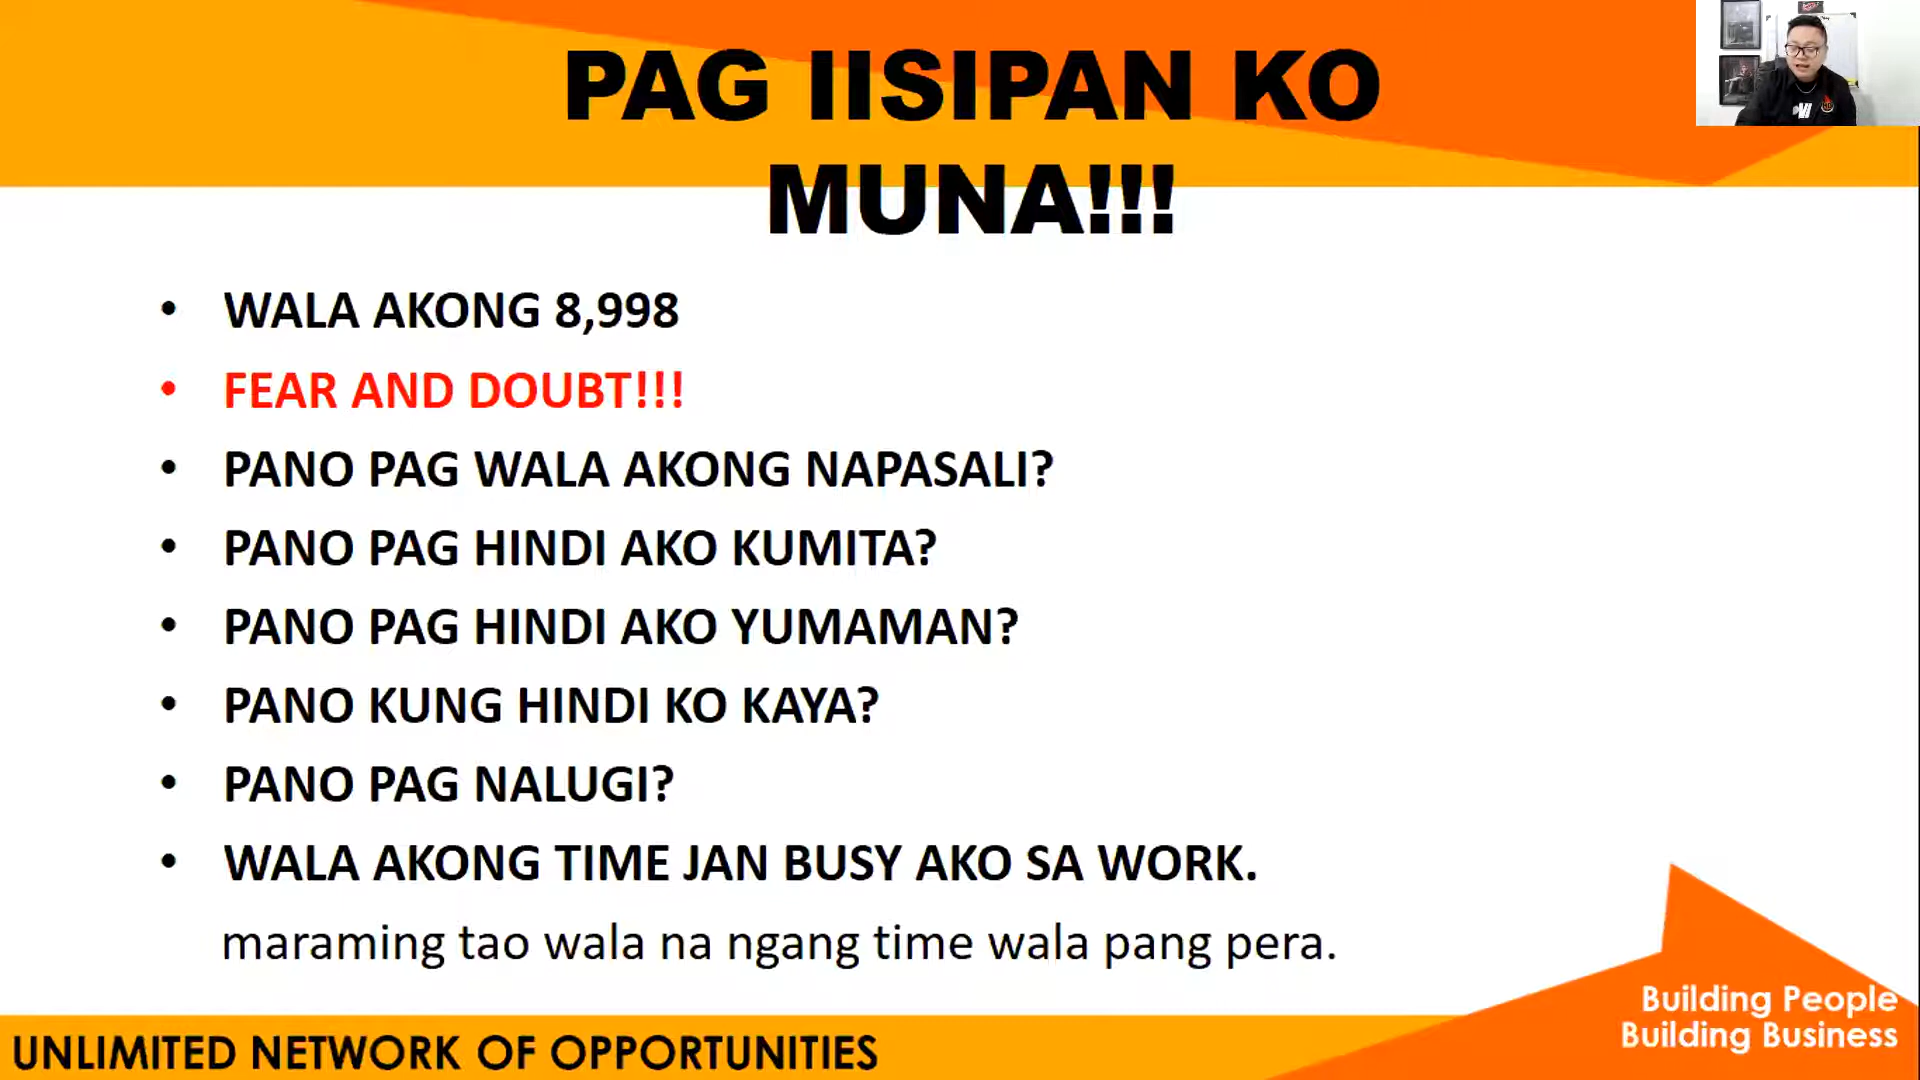 PAG IISIPAN KO
MUNA!!!
• WALA AKONG 8,998
• FEAR AND DOUBT!!!
• PANO PAG WALA AKONG NAPASALI?
• PANO PAG HINDI AKO KUMITA?
• PANO PAG HINDI AKO YUMAMAN?
• PANO KUNG HINDI KO KAYA?
• PANO PAG NALUGI?
• WALA AKONG TIME JAN BUSY AKO SA WORK.
maraming tao wala na ngang time wala pang pera.
Building People
Building Business
UNLIMITED NETWORK OF OPPORTUNITIES